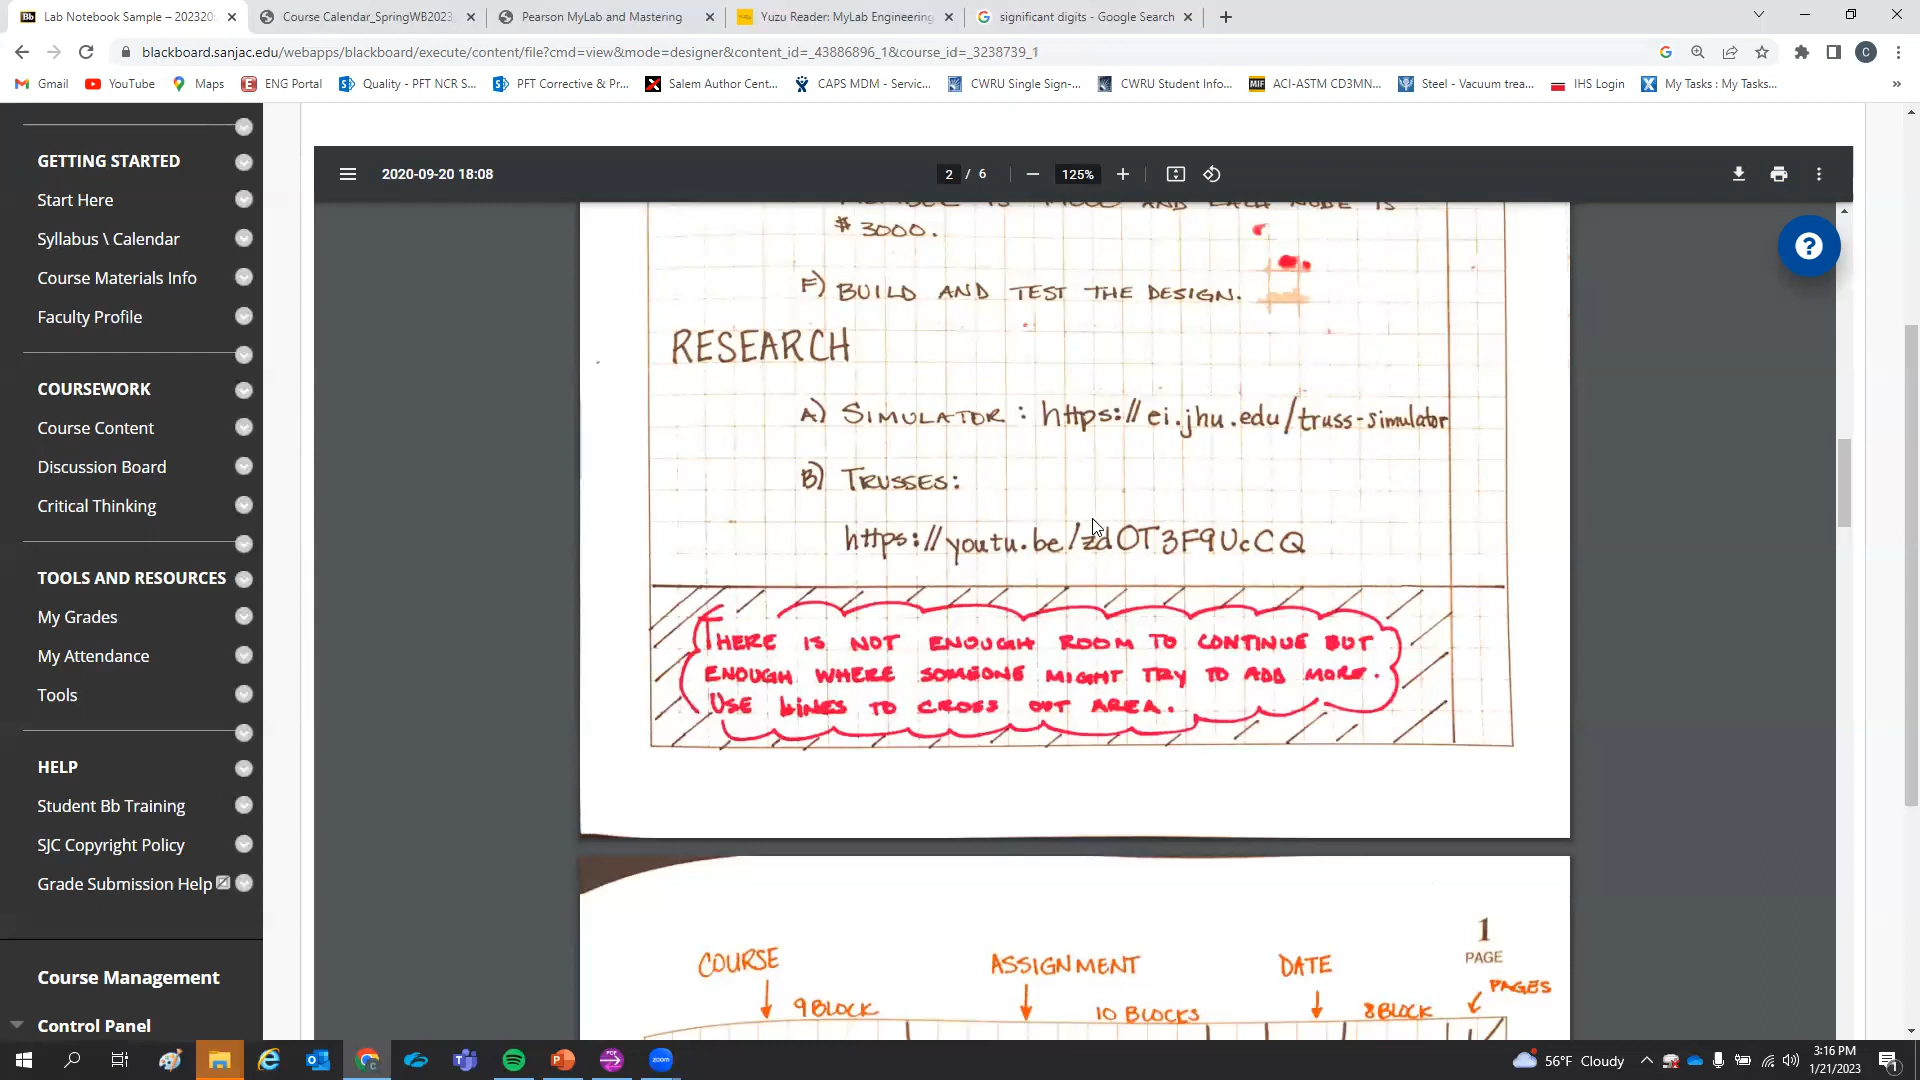 Lab Notebook Sample – 202320:
Course Calendar_SpringWB2023_
Pearson MyLab and Mastering
Yuzu Reader: MyLab Engineering
significant digits - Google Search
blackboard.sanjac.edu/webapps/blackboard/execute/content/file?cmd=view&mode=designer&content_id=_43886896_1&course_id=_3238739_1
Gmail
YouTube
Maps
ENG Portal
Quality - PFT NCR S...
PFT Corrective & Pr...
Salem Author Cent...
CAPS MDM - Servic...
CWRU Single Sign-...
CWRU Student Info...
ACI-ASTM CD3MN...
Steel - Vacuum trea...
IHS Login
My Tasks : My Tasks...
GETTING STARTED
Start Here
Syllabus \ Calendar
Course Materials Info
Faculty Profile
COURSEWORK
Course Content
Discussion Board
Critical Thinking
TOOLS AND RESOURCES
My Grades
My Attendance
Tools
HELP
Student Bb Training
SJC Copyright Policy
Grade Submission Help
Course Management
Control Panel
2020-09-20 18:08
2 / 6
125%
AND EACH NODE IS
$ 3000.
F) BUILD AND TEST THE DESIGN.
RESEARCH
A) SIMULATOR : https://ei.jhu.edu/truss-simulator
B) TRUSSES:
https://youtu.be/zdOT3F9UcCQ
THERE IS NOT ENOUGH ROOM TO CONTINUE BUT
ENOUGH WHERE SOMEONE MIGHT TRY TO ADD MORE.
USE LINES TO CROSS OUT AREA.
1
PAGE
COURSE
ASSIGNMENT
DATE
PAGES
9 BLOCK
10 BLOCKS
8 BLOCK
56°F Cloudy
3:16 PM
1/21/2023